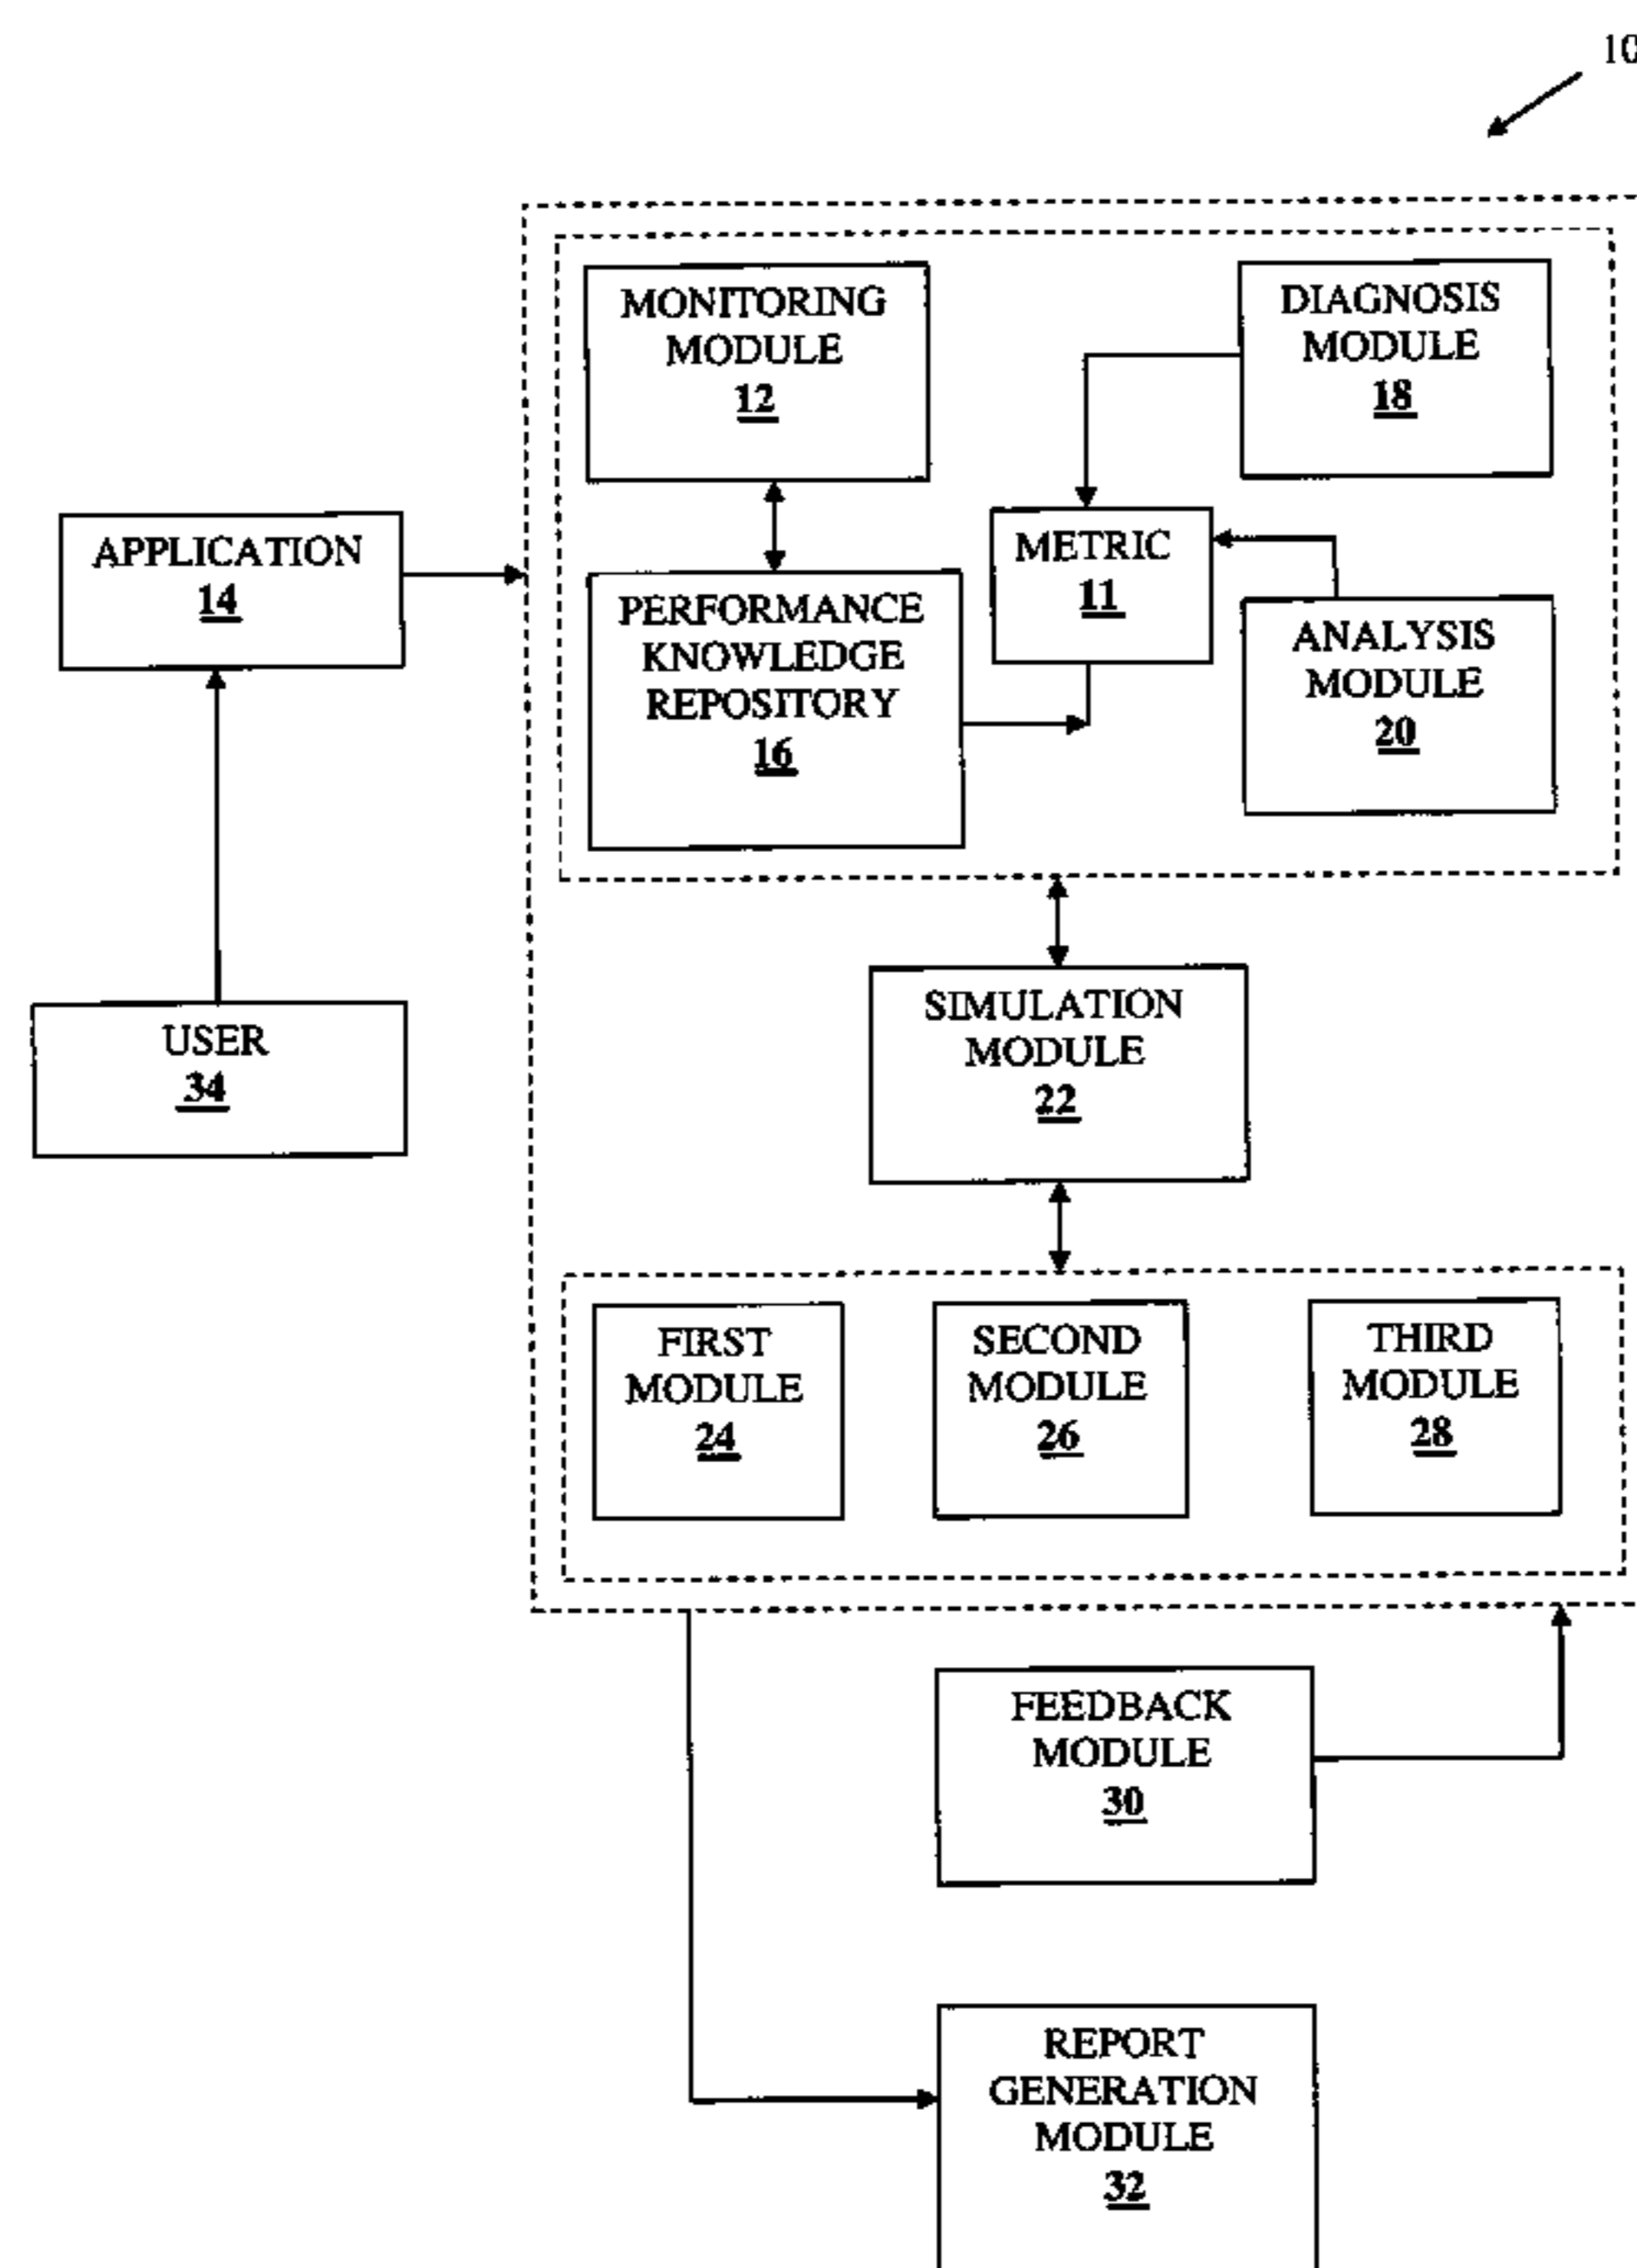 10
MONITORING
MODULE
12
DIAGNOSIS
MODULE
18
APPLICATION
14
METRIC
11
PERFORMANCE
KNOWLEDGE
REPOSITORY
16
ANALYSIS
MODULE
20
USER
34
SIMULATION
MODULE
22
FIRST
MODULE
24
SECOND
MODULE
26
THIRD
MODULE
28
FEEDBACK
MODULE
30
REPORT
GENERATION
MODULE
32